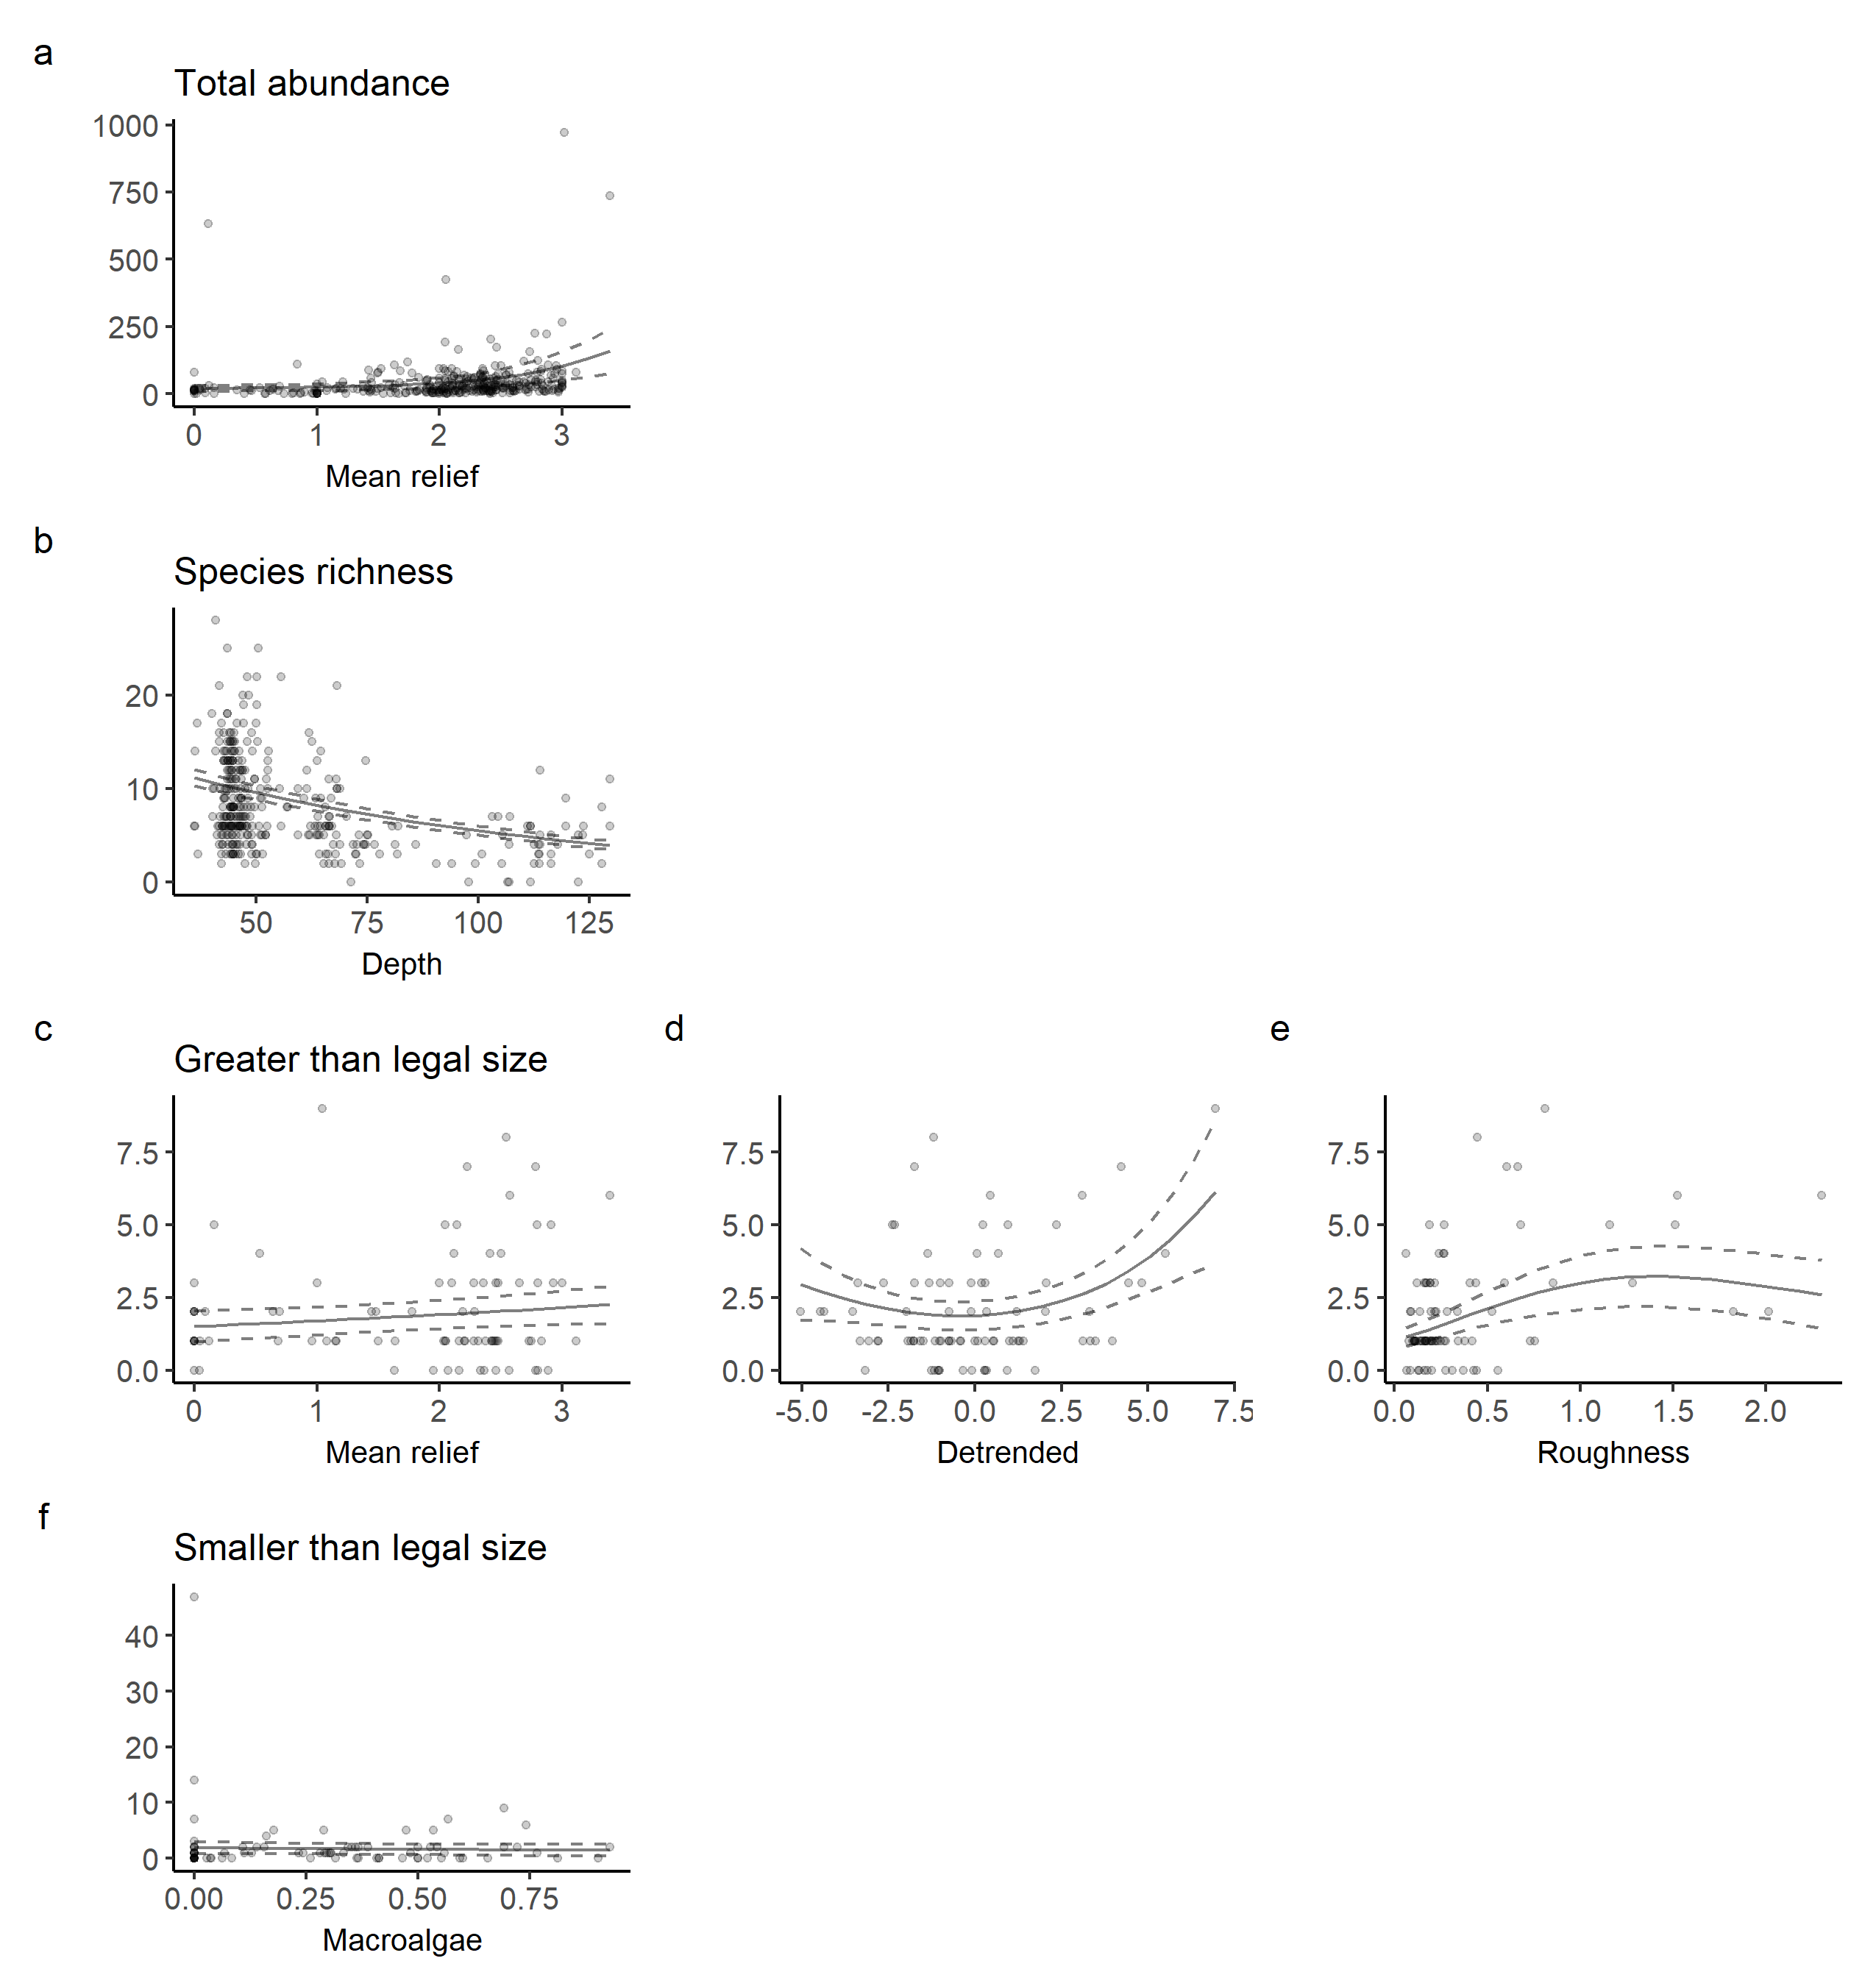 a
Total abundance
1000
750
500
250
0
0 1 2 3
Mean relief
b
Species richness
20
10
0
50 75 100 125
Depth
c
Greater than legal size
7.5
5.0
2.5
0.0
0 1 2 3
Mean relief
d
7.5
5.0
2.5
0.0
-5.0 -2.5 0.0 2.5 5.0 7.5
Detrended
e
7.5
5.0
2.5
0.0
0.0 0.5 1.0 1.5 2.0
Roughness
f
Smaller than legal size
40
30
20
10
0
0.00 0.25 0.50 0.75
Macroalgae